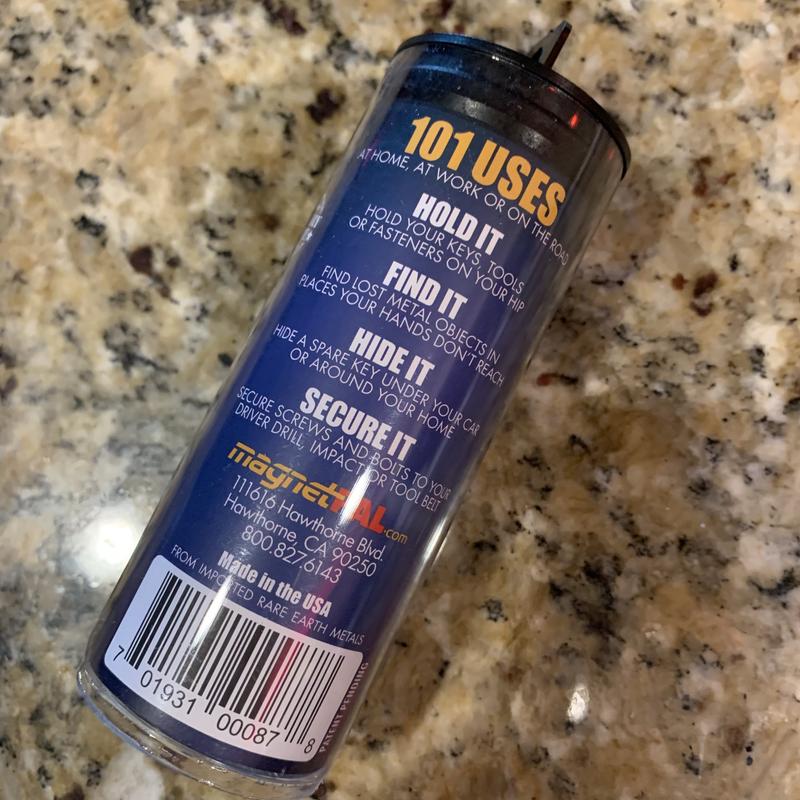 101 USES
AT HOME, AT WORK OR ON THE ROAD
HOLD IT
HOLD YOUR KEYS, TOOLS
OR FASTENERS ON YOUR HIP
FIND IT
FIND LOST METAL OBJECTS IN
PLACES YOUR HANDS DON'T REACH
HIDE IT
HIDE A SPARE KEY UNDER YOUR CAR
OR AROUND YOUR HOME
SECURE IT
SECURE SCREWS AND BOLTS TO YOUR
DRIVER DRILL, IMPACT OR TOOL BELT
magnetPAL.com
111616 Hawthorne Blvd.
Hawthorne, CA 90250
800.827.6143
Made in the USA
FROM IMPORTED RARE EARTH METALS
7 01931 00087 8
PATENT PENDING